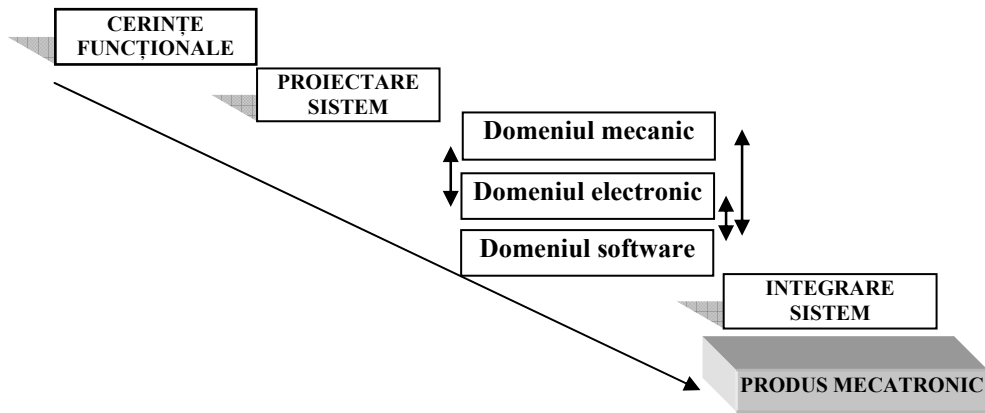 CERINȚE
FUNCȚIONALE
PROIECTARE
SISTEM
Domeniul mecanic
Domeniul electronic
Domeniul software
INTEGRARE
SISTEM
PRODUS MECATRONIC